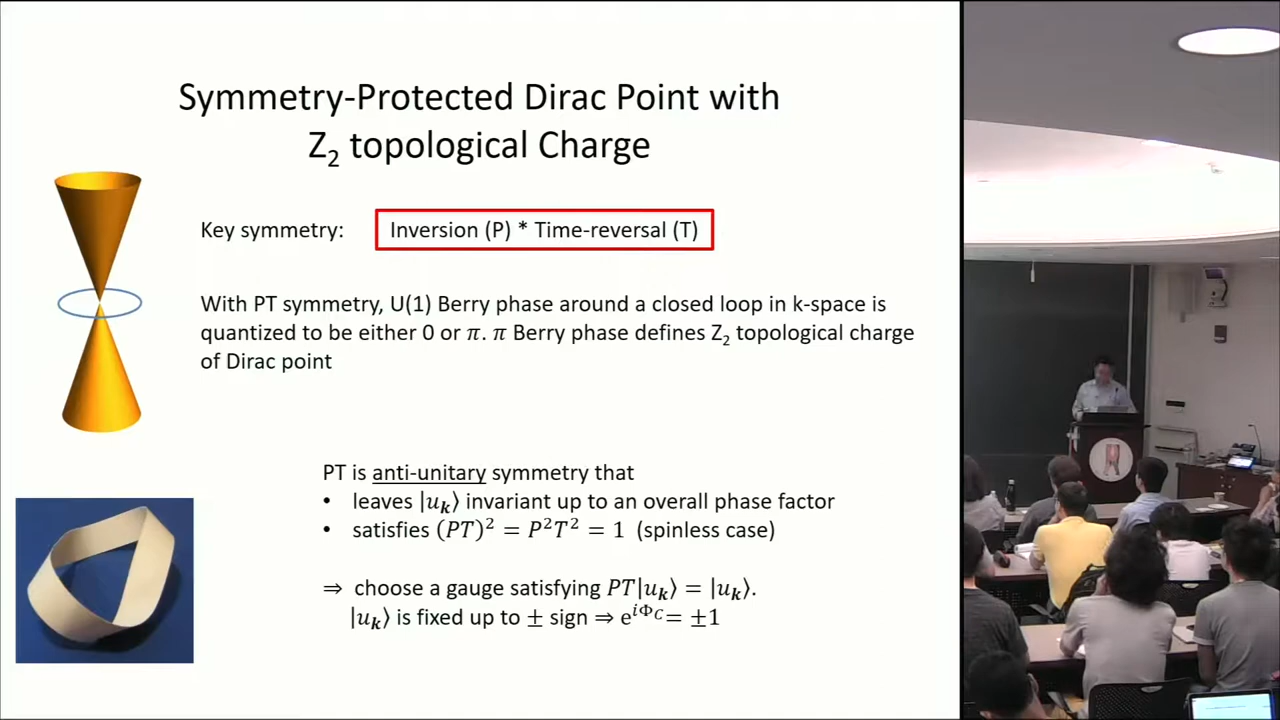 Symmetry-Protected Dirac Point with
Z₂ topological Charge
Key symmetry: Inversion (P) * Time-reversal (T)
With PT symmetry, U(1) Berry phase around a closed loop in k-space is
quantized to be either 0 or π. π Berry phase defines Z₂ topological charge
of Dirac point
PT is anti-unitary symmetry that
• leaves |u𝒌⟩ invariant up to an overall phase factor
• satisfies (PT)² = P²T² = 1 (spinless case)
⇒ choose a gauge satisfying PT|u𝒌⟩ = |u𝒌⟩.
|u𝒌⟩ is fixed up to ± sign ⇒ e^{iΦ_C} = ±1